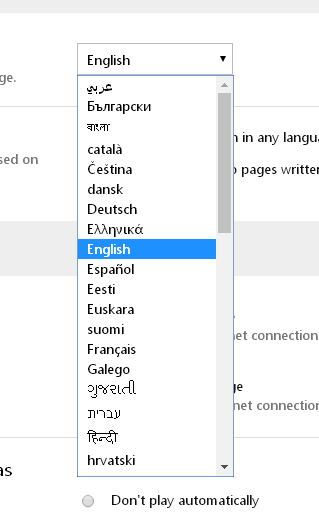 English
عربي
ge.
Български
বাংলা
n in any langua
català
sed on
Čeština
pages written
dansk
Deutsch
Ελληνικά
English
Español
Eesti
Euskara
suomi
net connection
Français
Galego
ge
ગુજરાતી
net connection
עברית
हिन्दी
hrvatski
as
Don't play automatically